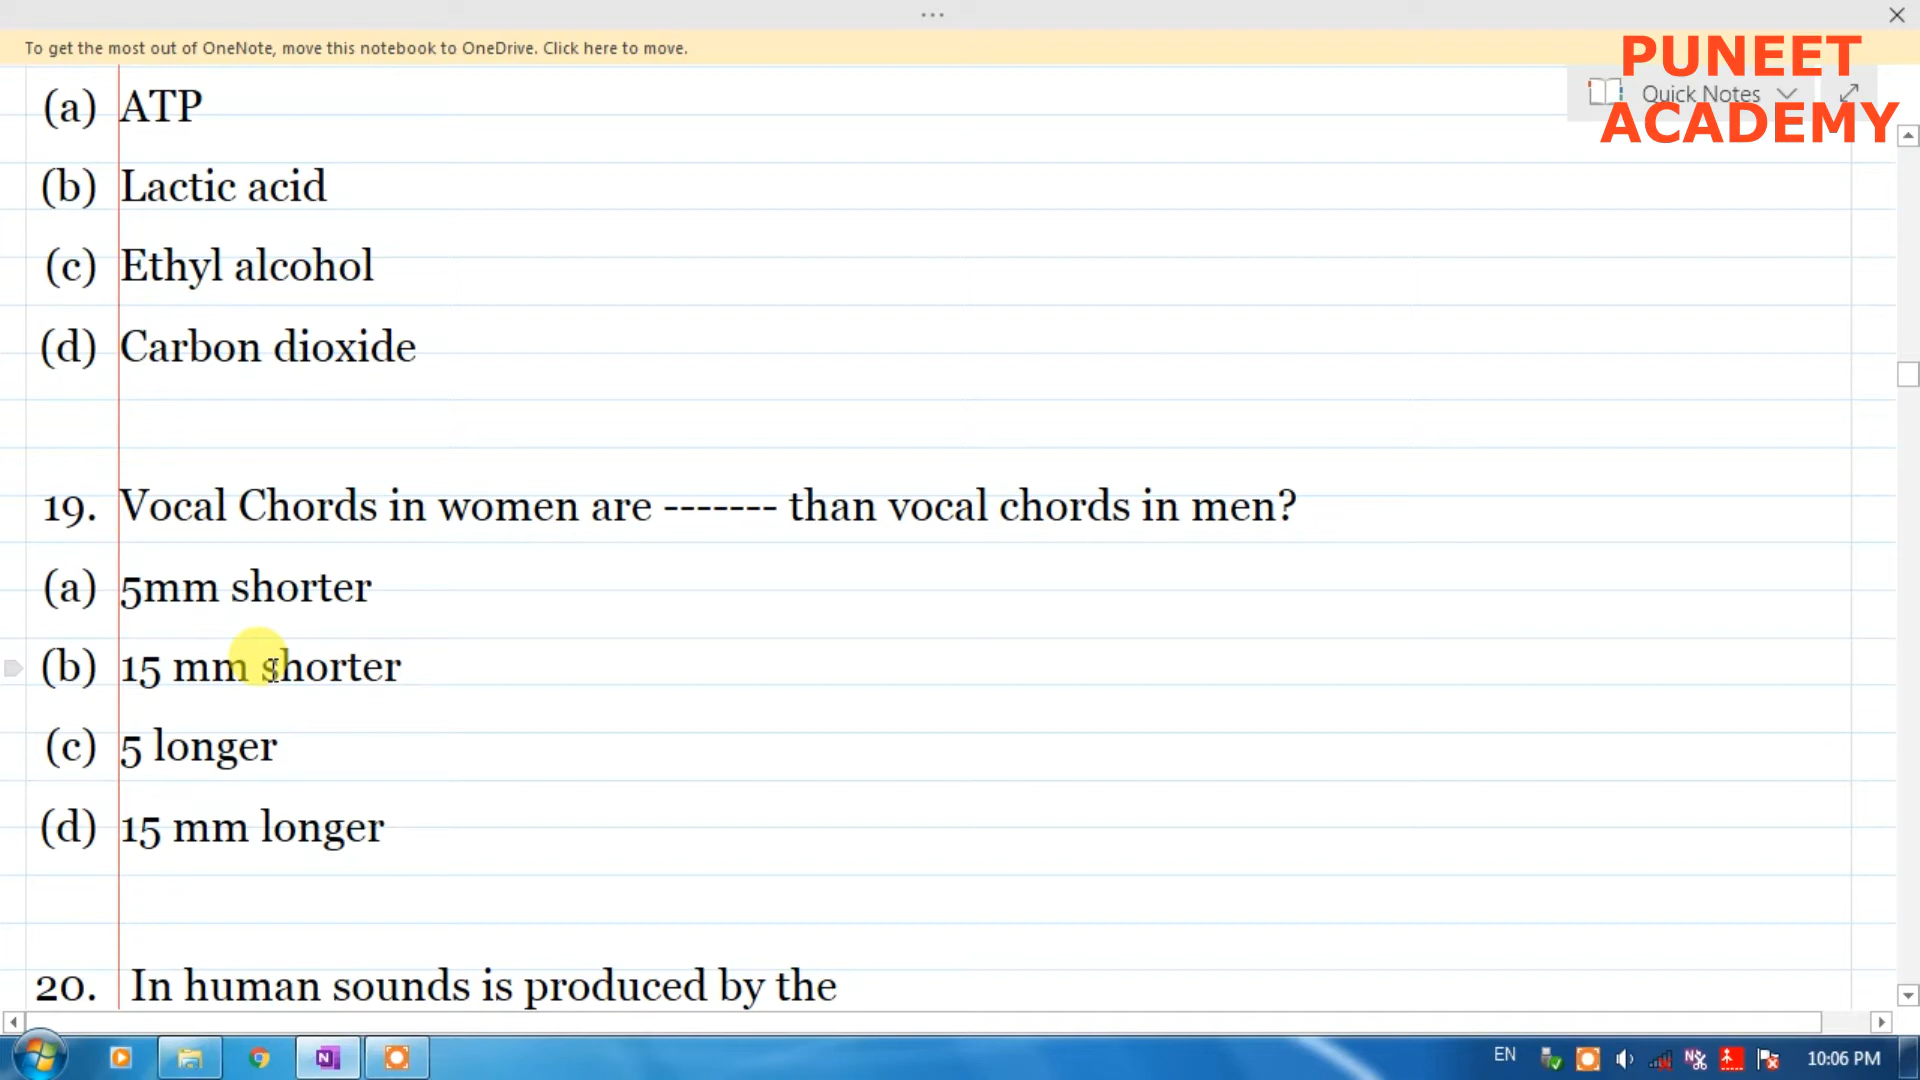 ...
To get the most out of OneNote, move this notebook to OneDrive. Click here to move.
PUNEET
ACADEMY
Quick Notes
(a) ATP
(b) Lactic acid
(c) Ethyl alcohol
(d) Carbon dioxide
19. Vocal Chords in women are ------- than vocal chords in men?
(a) 5mm shorter
(b) 15 mm shorter
(c) 5 longer
(d) 15 mm longer
20. In human sounds is produced by the
EN
10:06 PM